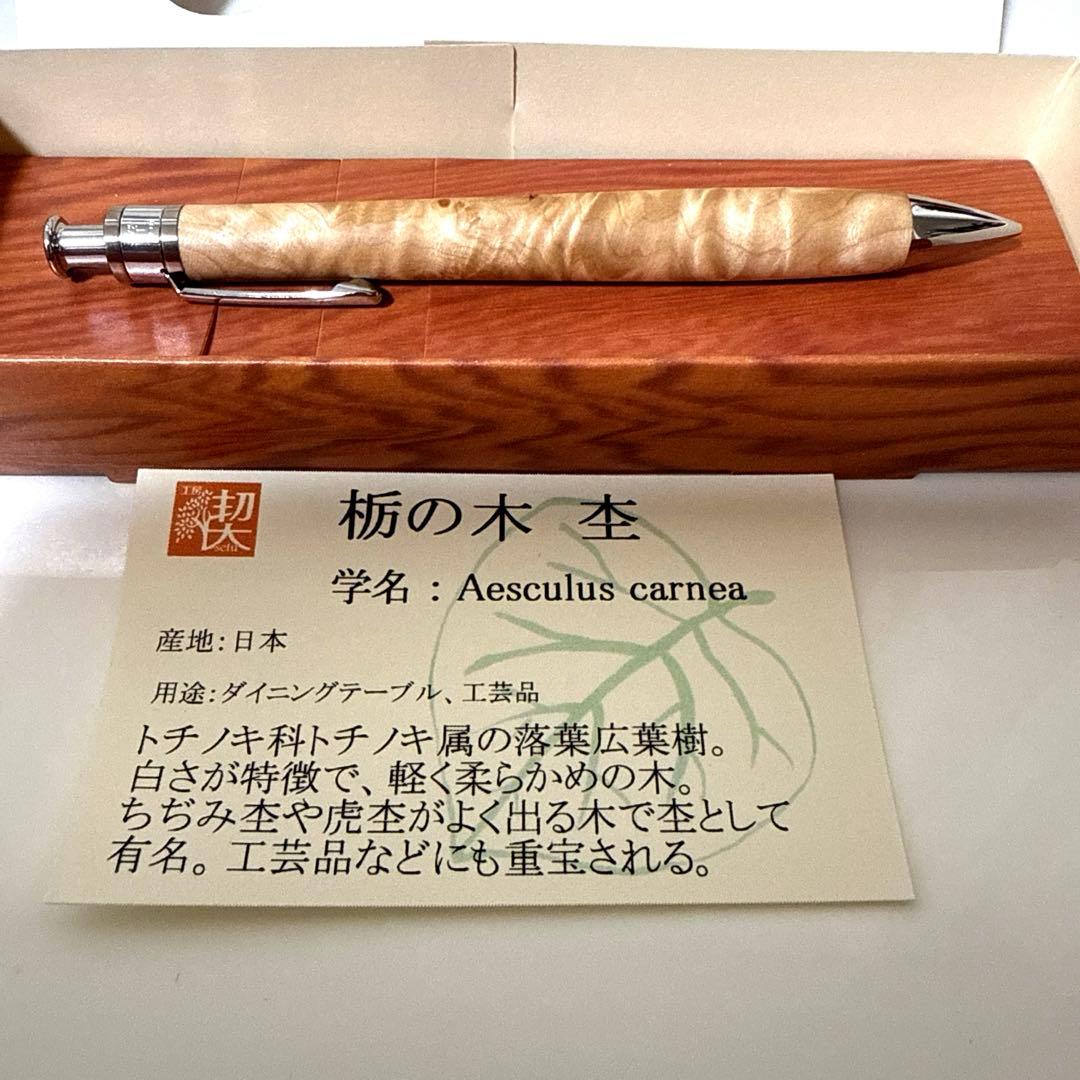 工房
契
setu
栃の木 杢
学名：Aesculus carnea
産地：日本
用途：ダイニングテーブル、工芸品
トチノキ科トチノキ属の落葉広葉樹。
白さが特徴で、軽く柔らかめの木。
ちぢみ杢や虎杢がよく出る木で杢として
有名。工芸品などにも重宝される。